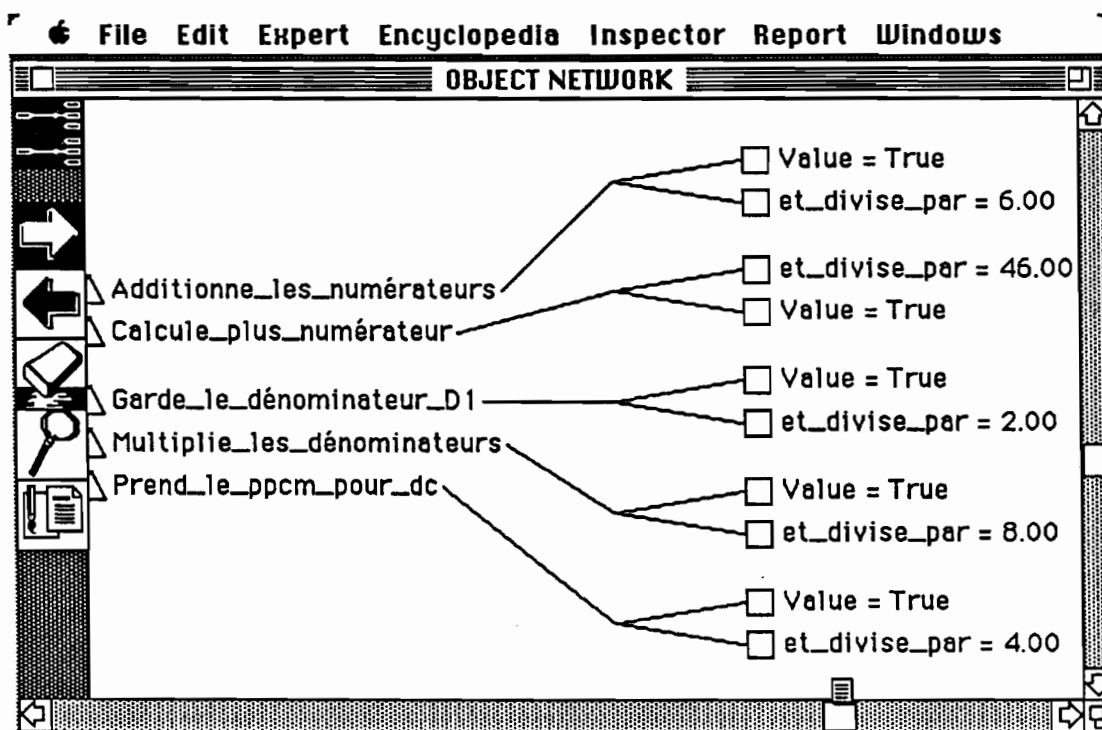 File Edit Expert Encyclopedia Inspector Report Windows
OBJECT NETWORK
Value = True
et_divise_par = 6.00
Additionne_les_numérateurs
et_divise_par = 46.00
Calcule_plus_numérateur
Value = True
Garde_le_dénominateur_D1
Value = True
et_divise_par = 2.00
Multiplie_les_dénominateurs
Value = True
et_divise_par = 8.00
Prend_le_ppcm_pour_dc
Value = True
et_divise_par = 4.00